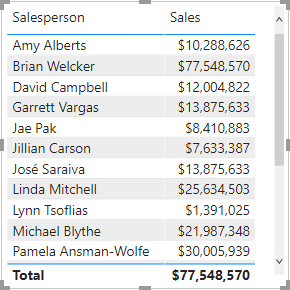 Salesperson Sales
Amy Alberts $10,288,626
Brian Welcker $77,548,570
David Campbell $12,004,822
Garrett Vargas $13,875,633
Jae Pak $8,410,883
Jillian Carson $7,633,387
José Saraiva $13,875,633
Linda Mitchell $25,634,503
Lynn Tsoflias $1,391,025
Michael Blythe $21,987,348
Pamela Ansman-Wolfe $30,005,939
Total $77,548,570